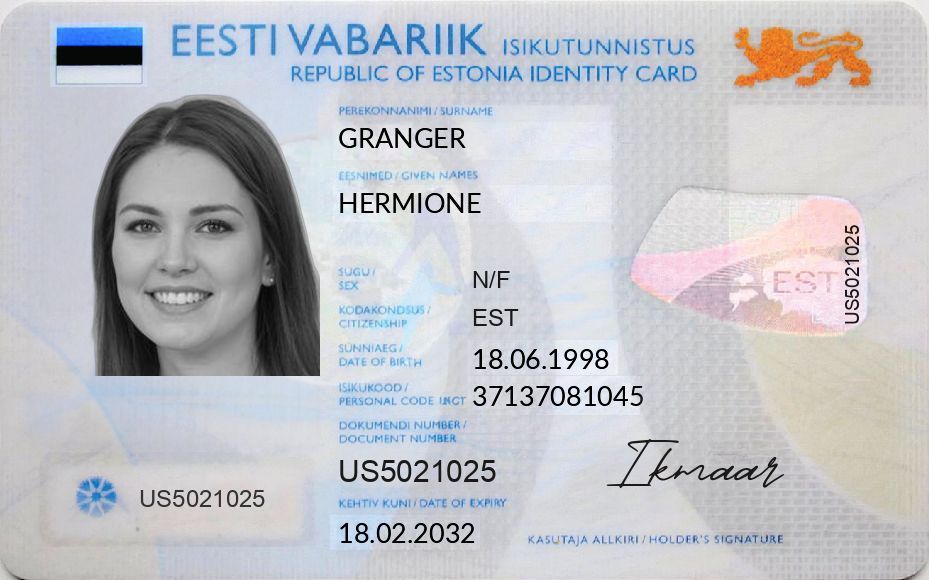 EESTI VABARIIK ISIKUTUNNISTUS
REPUBLIC OF ESTONIA IDENTITY CARD
PEREKONNANIMI / SURNAME
GRANGER
EESNIMED / GIVEN NAMES
HERMIONE
SUGU / SEX
N/F
KODAKONDSUS / CITIZENSHIP
EST
SÜNNIAEG / DATE OF BIRTH
18.06.1998
ISIKUKOOD / PERSONAL CODE
37137081045
DOKUMENDI NUMBER / DOCUMENT NUMBER
US5021025
KEHTIV KUNI / DATE OF EXPIRY
18.02.2032
US5021025
EST
US5021025
Ikmaar
KASUTAJA ALLKIRI / HOLDER'S SIGNATURE